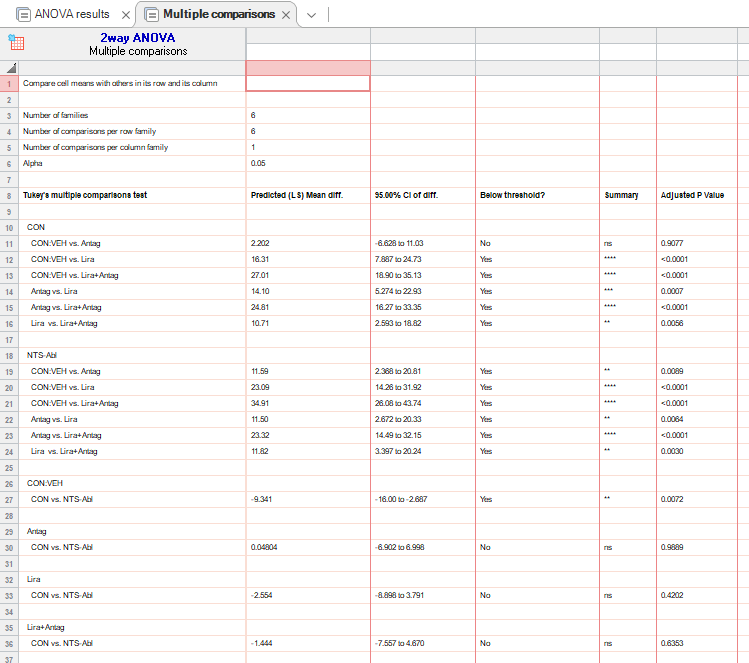 ANOVA results × Multiple comparisons ×
2way ANOVA
Multiple comparisons
1 Compare cell means with others in its row and its column
2
3 Number of families 6
4 Number of comparisons per row family 6
5 Number of comparisons per column family 1
6 Alpha 0.05
7
8 Tukey's multiple comparisons test Predicted (LS) Mean diff. 95.00% CI of diff. Below threshold? Summary Adjusted P Value
9
10 CON
11 CON:VEH vs. Antag 2.202 -6.628 to 11.03 No ns 0.9077
12 CON:VEH vs. Lira 16.31 7.887 to 24.73 Yes **** <0.0001
13 CON:VEH vs. Lira+Antag 27.01 18.90 to 35.13 Yes **** <0.0001
14 Antag vs. Lira 14.10 5.274 to 22.93 Yes *** 0.0007
15 Antag vs. Lira+Antag 24.81 16.27 to 33.35 Yes **** <0.0001
16 Lira vs. Lira+Antag 10.71 2.593 to 18.82 Yes ** 0.0056
17
18 NTS-Abl
19 CON:VEH vs. Antag 11.59 2.368 to 20.81 Yes ** 0.0089
20 CON:VEH vs. Lira 23.09 14.26 to 31.92 Yes **** <0.0001
21 CON:VEH vs. Lira+Antag 34.91 26.08 to 43.74 Yes **** <0.0001
22 Antag vs. Lira 11.50 2.672 to 20.33 Yes ** 0.0064
23 Antag vs. Lira+Antag 23.32 14.49 to 32.15 Yes **** <0.0001
24 Lira vs. Lira+Antag 11.82 3.397 to 20.24 Yes ** 0.0030
25
26 CON:VEH
27 CON vs. NTS-Abl -9.341 -16.00 to -2.687 Yes ** 0.0072
28
29 Antag
30 CON vs. NTS-Abl 0.04804 -6.902 to 6.998 No ns 0.9889
31
32 Lira
33 CON vs. NTS-Abl -2.554 -8.898 to 3.791 No ns 0.4202
34
35 Lira+Antag
36 CON vs. NTS-Abl -1.444 -7.557 to 4.670 No ns 0.6353
37